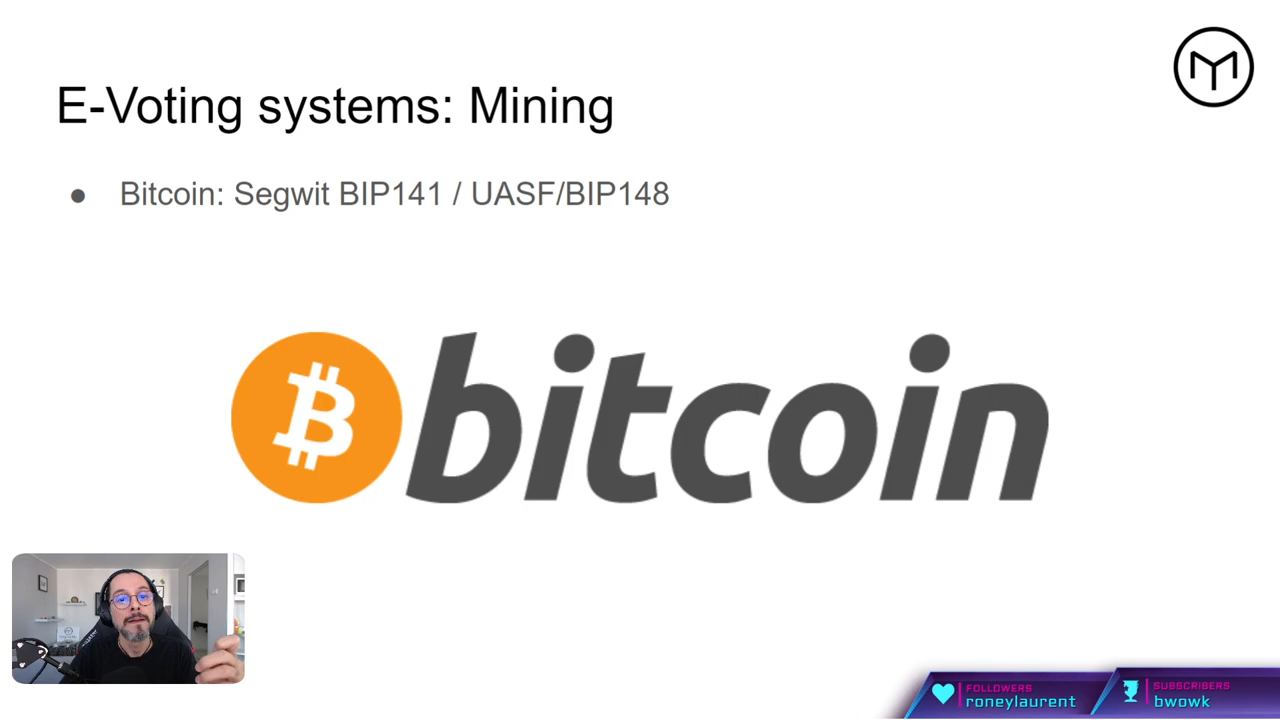 E-Voting systems: Mining
● Bitcoin: Segwit BIP141 / UASF/BIP148
bitcoin
FOLLOWERS
roneylaurent
SUBSCRIBERS
bwowk